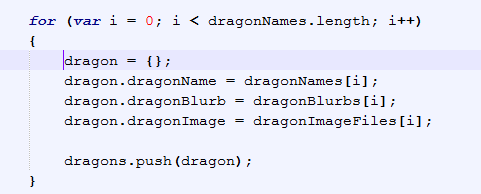 for (var i = 0; i < dragonNames.length; i++)
{
    dragon = {};
    dragon.dragonName = dragonNames[i];
    dragon.dragonBlurb = dragonBlurbs[i];
    dragon.dragonImage = dragonImageFiles[i];

    dragons.push(dragon);
}